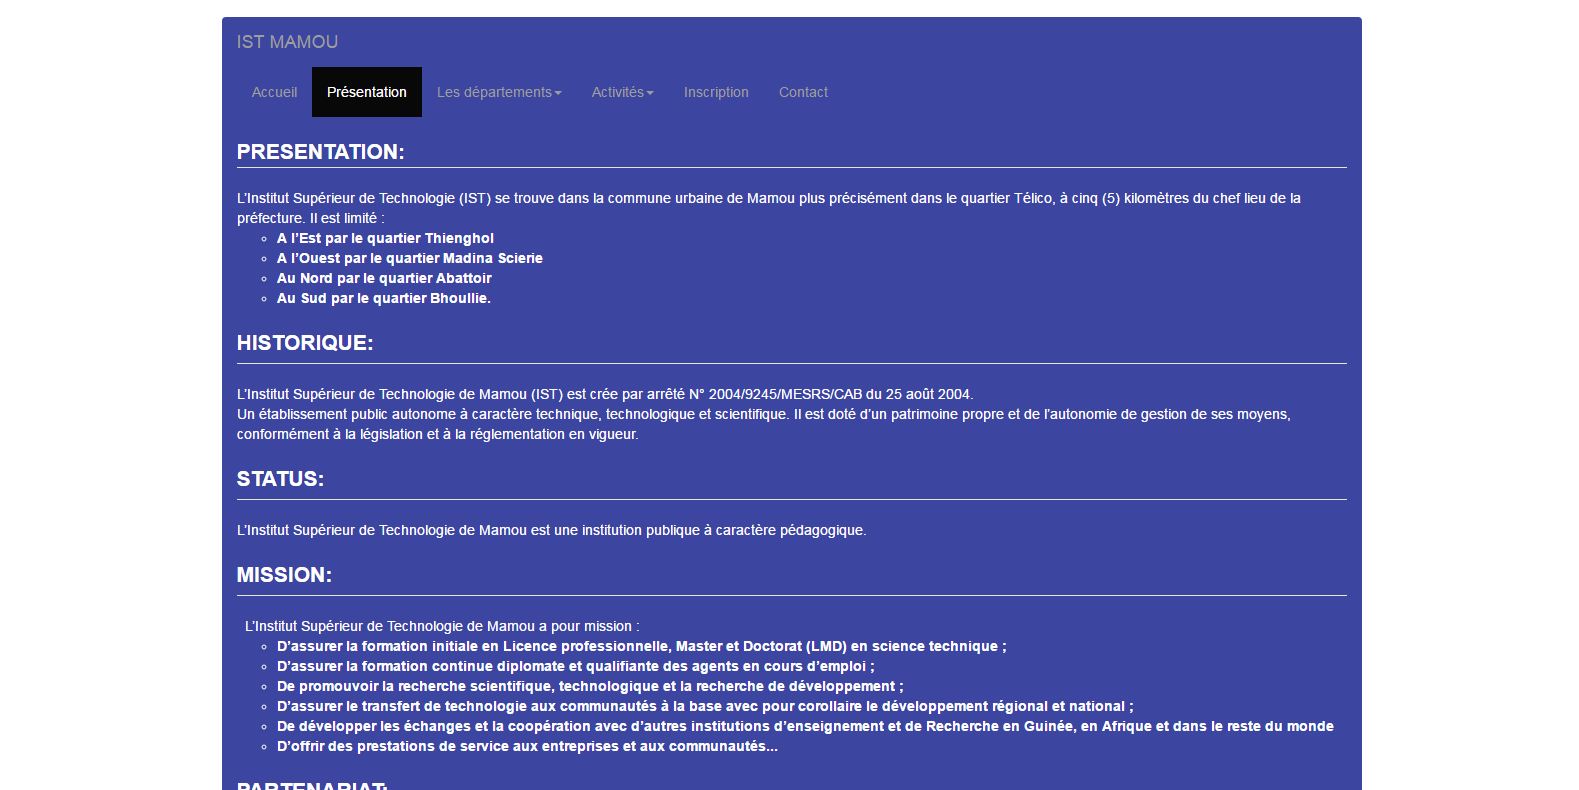 IST MAMOU
Accueil Présentation Les départements Activités Inscription Contact
PRESENTATION:
L’Institut Supérieur de Technologie (IST) se trouve dans la commune urbaine de Mamou plus précisément dans le quartier Télico, à cinq (5) kilomètres du chef lieu de la
préfecture. Il est limité :
A l’Est par le quartier Thienghol
A l’Ouest par le quartier Madina Scierie
Au Nord par le quartier Abattoir
Au Sud par le quartier Bhoullie.
HISTORIQUE:
L’Institut Supérieur de Technologie de Mamou (IST) est crée par arrêté N° 2004/9245/MESRS/CAB du 25 août 2004.
Un établissement public autonome à caractère technique, technologique et scientifique. Il est doté d’un patrimoine propre et de l’autonomie de gestion de ses moyens,
conformément à la législation et à la réglementation en vigueur.
STATUS:
L’Institut Supérieur de Technologie de Mamou est une institution publique à caractère pédagogique.
MISSION:
L’Institut Supérieur de Technologie de Mamou a pour mission :
D’assurer la formation initiale en Licence professionnelle, Master et Doctorat (LMD) en science technique ;
D’assurer la formation continue diplomate et qualifiante des agents en cours d’emploi ;
De promouvoir la recherche scientifique, technologique et la recherche de développement ;
D’assurer le transfert de technologie aux communautés à la base avec pour corollaire le développement régional et national ;
De développer les échanges et la coopération avec d’autres institutions d’enseignement et de Recherche en Guinée, en Afrique et dans le reste du monde
D’offrir des prestations de service aux entreprises et aux communautés...
PARTENARIAT: